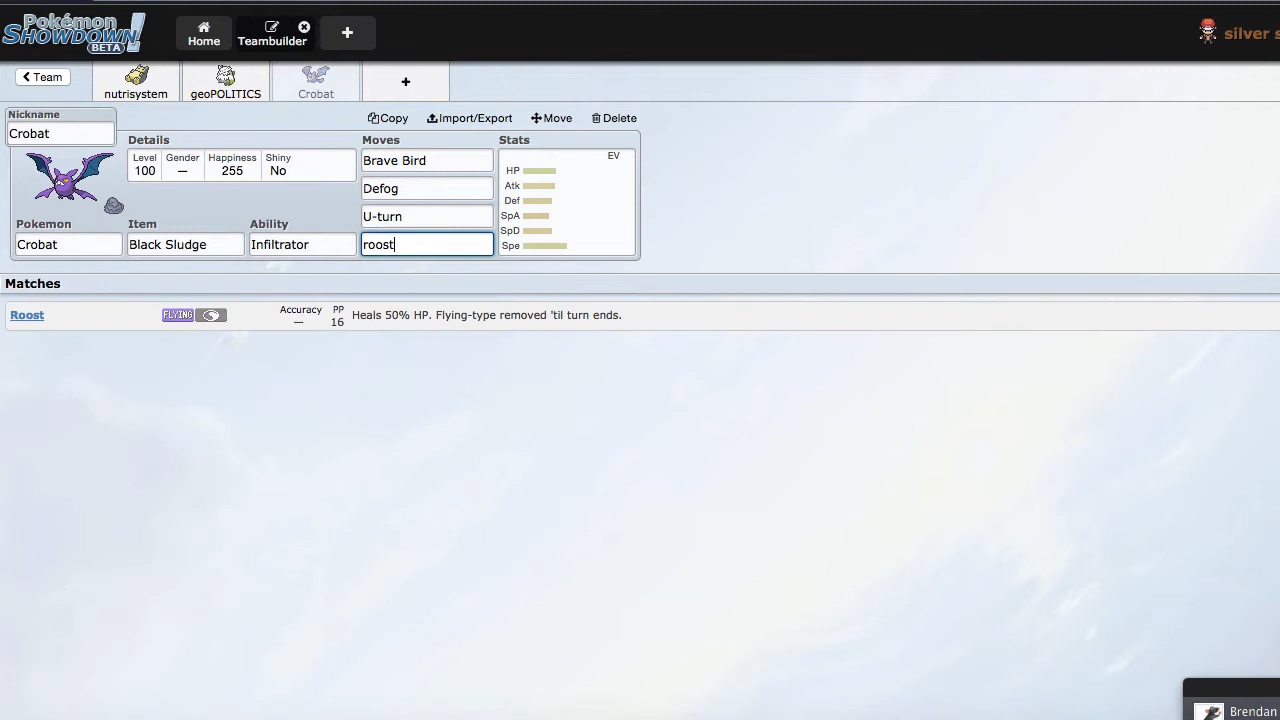 Pokémon
SHOWDOWN!
BETA
Home
Teambuilder
+
silver s
Team
nutrisystem
geoPOLITICS
Crobat
+
Nickname
Crobat
Copy
Import/Export
Move
Delete
Details
Moves
Stats
Level
Gender
Happiness
Shiny
100
—
255
No
Brave Bird
Defog
U-turn
roost
EV
HP
Atk
Def
SpA
SpD
Spe
Pokemon
Item
Ability
Crobat
Black Sludge
Infiltrator
Matches
Roost
FLYING
Accuracy
—
PP
16
Heals 50% HP. Flying-type removed 'til turn ends.
Brendan